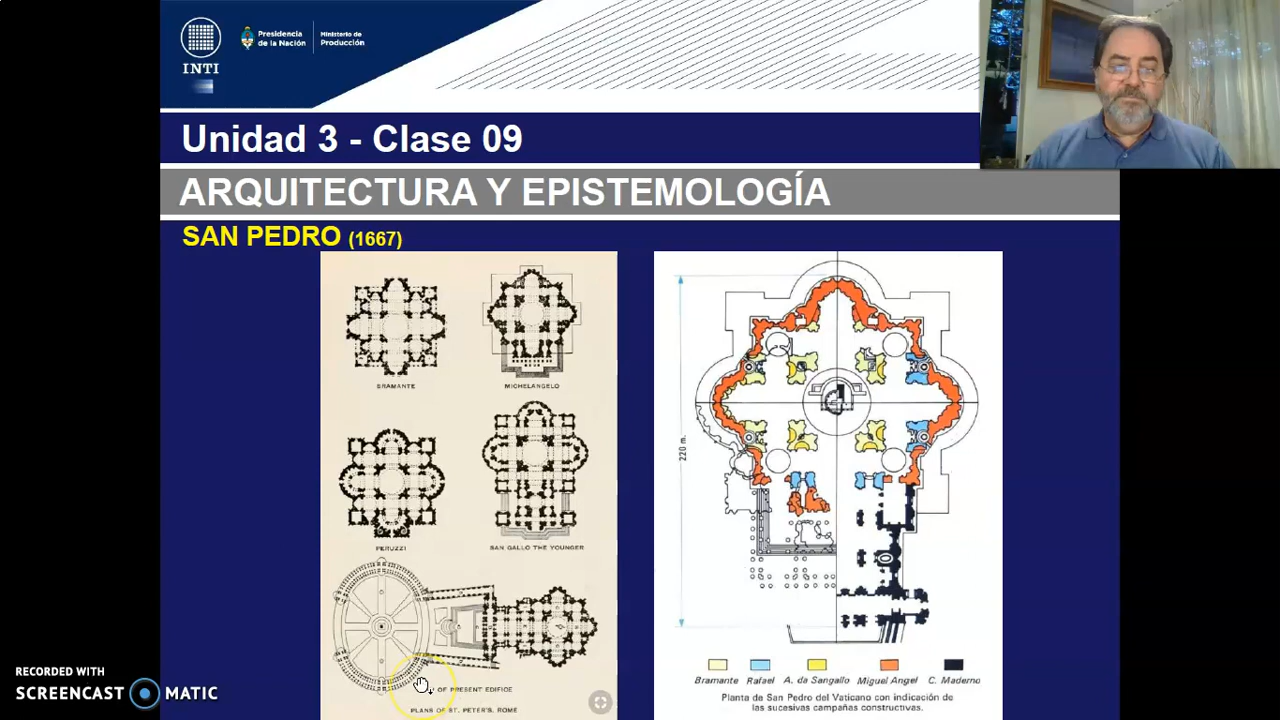 INTI
Presidencia
de la Nación
Ministerio de
Producción
Unidad 3 - Clase 09
ARQUITECTURA Y EPISTEMOLOGÍA
SAN PEDRO (1667)
BRAMANTE
MICHELANGELO
PERUZZI
SAN GALLO THE YOUNGER
OF PRESENT EDIFICE
PLANS OF ST. PETER'S. ROME
220 m.
Bramante Rafael A. da Sangallo Miguel Angel C. Maderno
Planta de San Pedro del Vaticano con indicación de
las sucesivas campañas constructivas.
RECORDED WITH
SCREENCAST MATIC